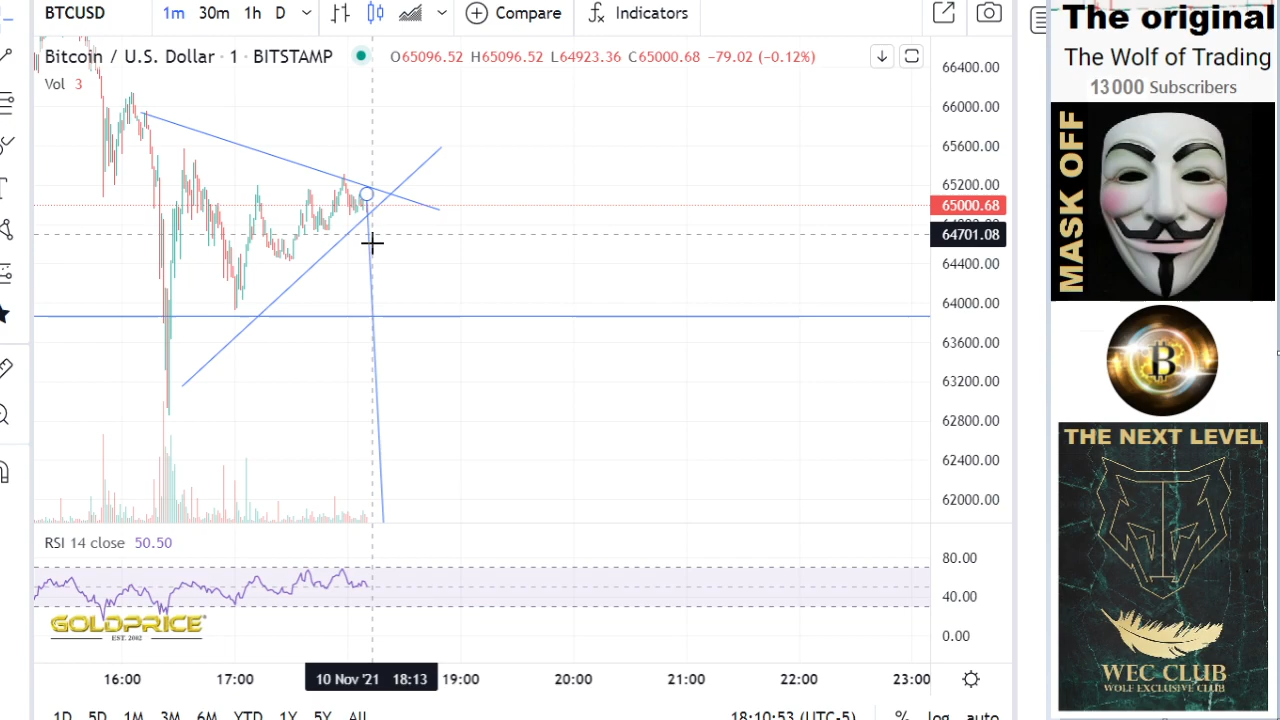 BTCUSD
1m 30m 1h D
Compare
Indicators
Bitcoin / U.S. Dollar · 1 · BITSTAMP
O65096.52 H65096.52 L64923.36 C65000.68 −79.02 (−0.12%)
Vol 3
66400.00
66000.00
65600.00
65200.00
65000.68
64701.08
64400.00
64000.00
63600.00
63200.00
62800.00
62400.00
62000.00
RSI 14 close 50.50
80.00
40.00
0.00
GOLDPRICE
EST. 2002
16:00 17:00 10 Nov '21 18:13 19:00 20:00 21:00 22:00 23:00
1D 5D 1M 3M 6M YTD 1Y 5Y All
18:10:53 (UTC-5) % log auto
The original
The Wolf of Trading
13000 Subscribers
MASK OFF
B
THE NEXT LEVEL
WEC CLUB
WOLF EXCLUSIVE CLUB